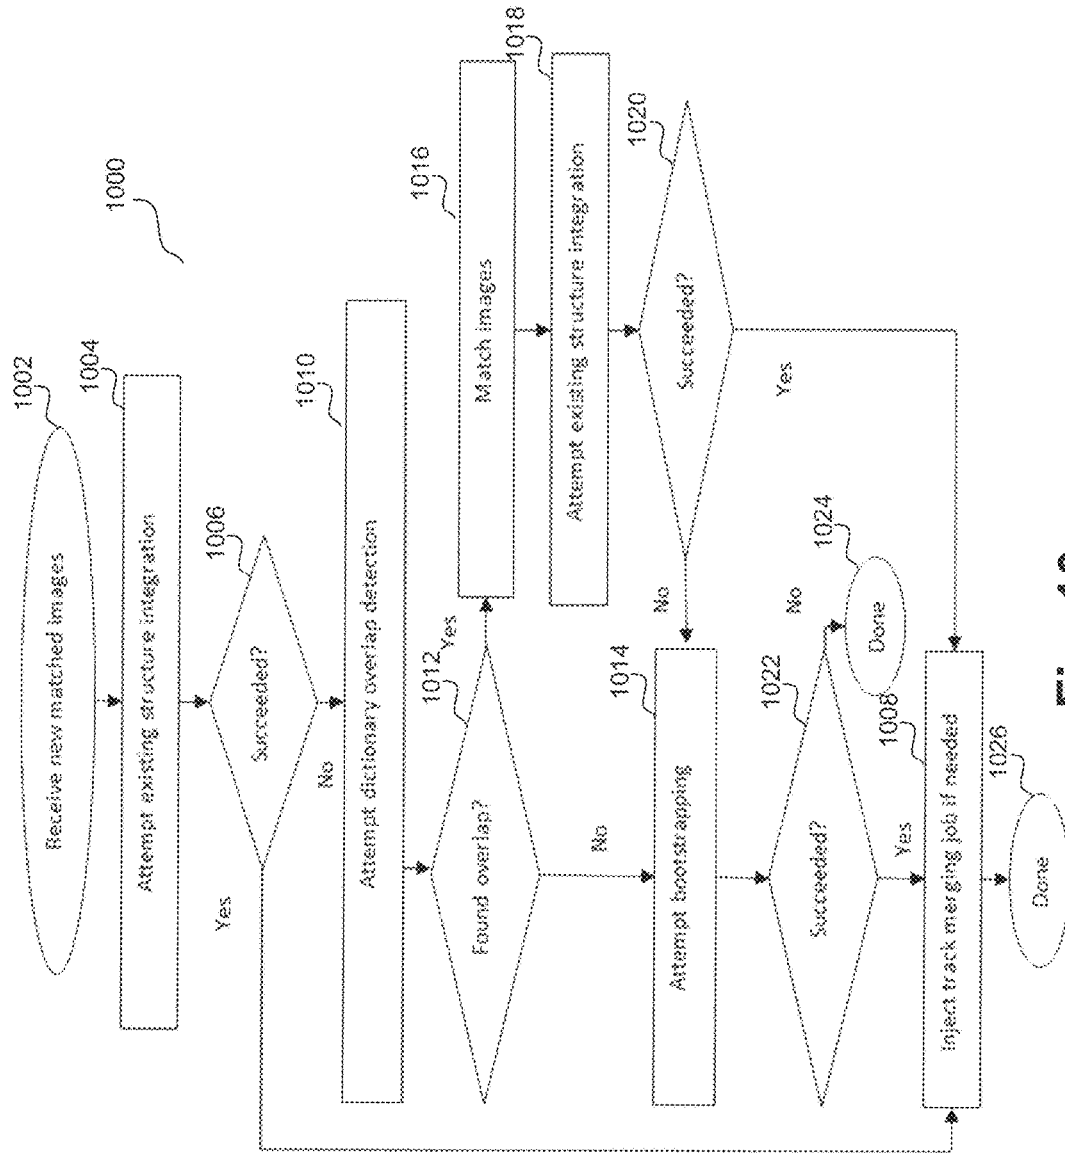 1000
1002
Receive new matched images
1004
Attempt existing structure integration
1006
Succeeded?
Yes
No
1010
Attempt dictionary overlap detection
1012
Found overlap?
Yes
No
1016
Match images
1018
Attempt existing structure integration
1020
Succeeded?
No
Yes
1014
Attempt bootstrapping
1022
Succeeded?
No
Yes
1024
Done
1008
Inject track merging job if needed
1026
Done